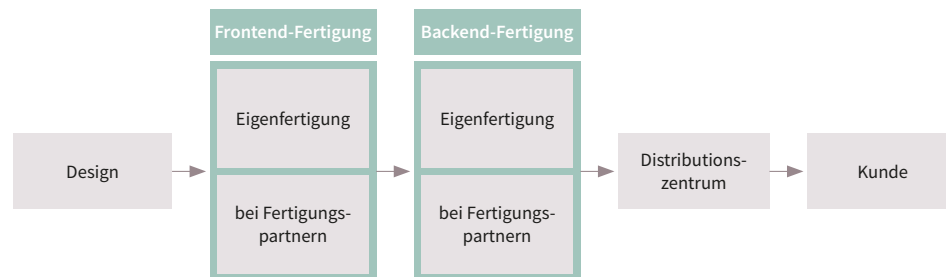 Frontend-Fertigung
Backend-Fertigung
Eigenfertigung
Eigenfertigung
Design
Distributions-
zentrum
Kunde
bei Fertigungs-
partnern
bei Fertigungs-
partnern